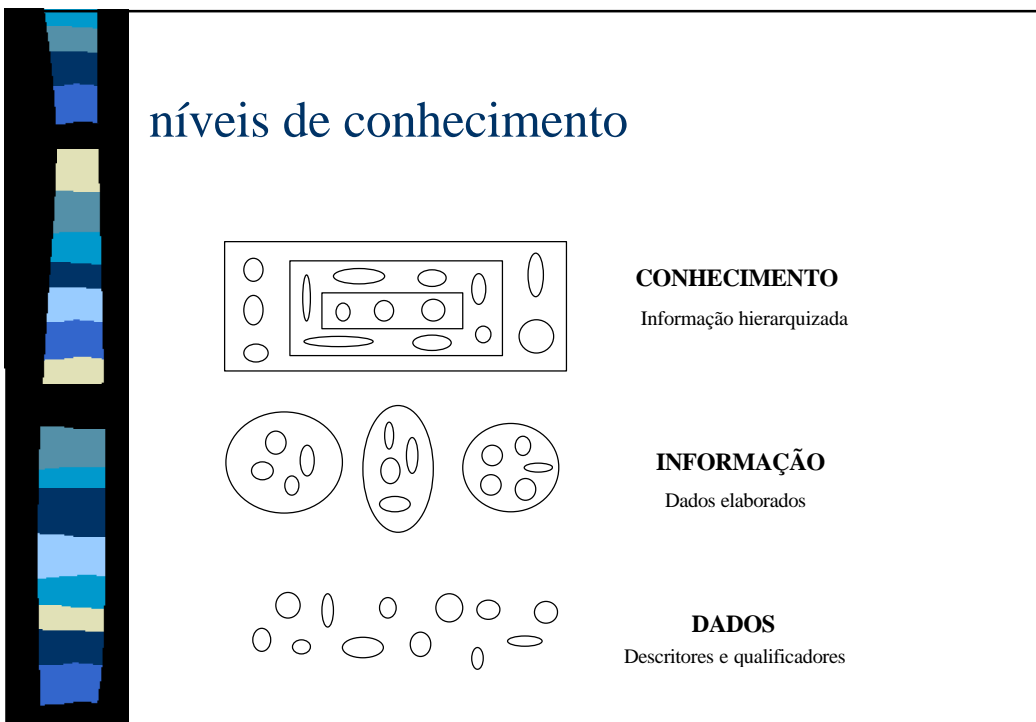 níveis de conhecimento
CONHECIMENTO
Informação hierarquizada
INFORMAÇÃO
Dados elaborados
DADOS
Descritores e qualificadores